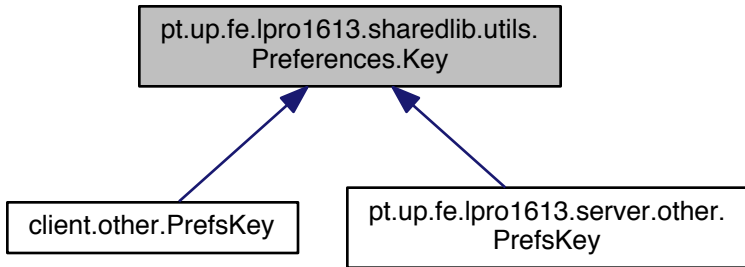 pt.up.fe.lpro1613.sharedlib.utils.
Preferences.Key
client.other.PrefsKey
pt.up.fe.lpro1613.server.other.
PrefsKey